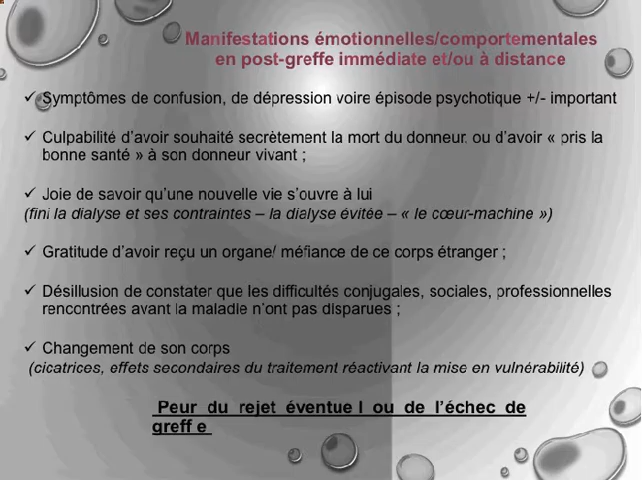 Manifestations émotionnelles/comportementales
en post-greffe immédiate et/ou à distance
✓ Symptômes de confusion, de dépression voire épisode psychotique +/- important
✓ Culpabilité d'avoir souhaité secrètement la mort du donneur, ou d'avoir « pris la
bonne santé » à son donneur vivant ;
✓ Joie de savoir qu'une nouvelle vie s'ouvre à lui
(fini la dialyse et ses contraintes – la dialyse évitée – « le cœur-machine »)
✓ Gratitude d'avoir reçu un organe/ méfiance de ce corps étranger ;
✓ Désillusion de constater que les difficultés conjugales, sociales, professionnelles
rencontrées avant la maladie n'ont pas disparues ;
✓ Changement de son corps
(cicatrices, effets secondaires du traitement réactivant la mise en vulnérabilité)
Peur du rejet éventue l ou de l'échec de
greff e